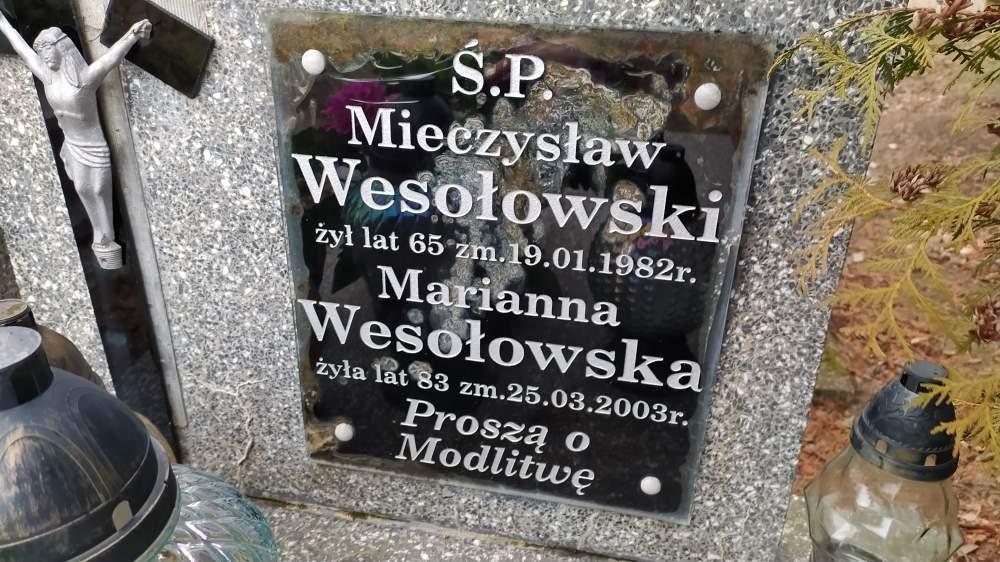 Ś.P.
Mieczysław
Wesołowski
żył lat 65 zm.19.01.1982r.
Marianna
Wesołowska
żyła lat 83 zm.25.03.2003r.
Proszą o
Modlitwę